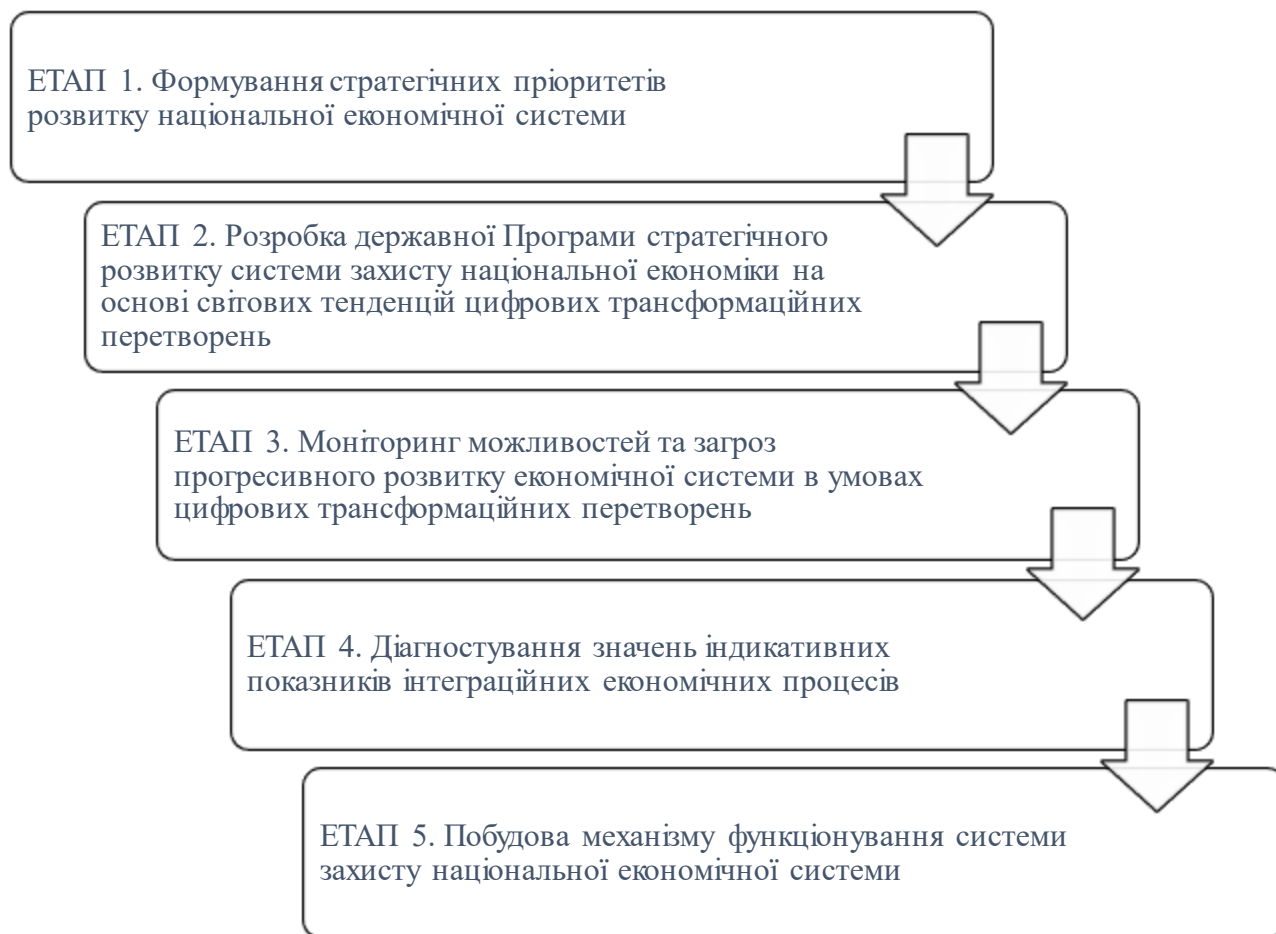 ЕТАП 1. Формування стратегічних пріоритетів
розвитку національної економічної системи
ЕТАП 2. Розробка державної Програми стратегічного
розвитку системи захисту національної економіки на
основі світових тенденцій цифрових трансформаційних
перетворень
ЕТАП 3. Моніторинг можливостей та загроз
прогресивного розвитку економічної системи в умовах
цифрових трансформаційних перетворень
ЕТАП 4. Діагностування значень індикативних
показників інтеграційних економічних процесів
ЕТАП 5. Побудова механізму функціонування системи
захисту національної економічної системи